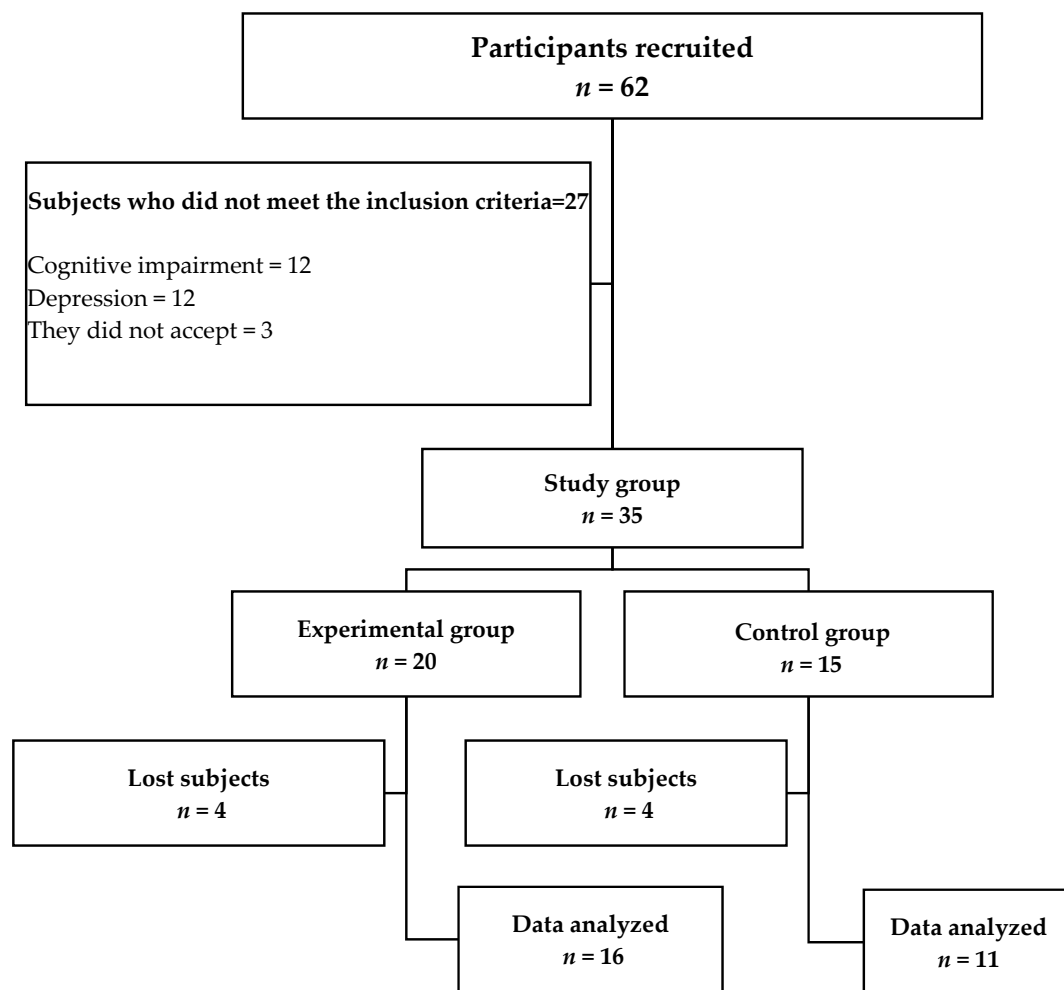 Participants recruited
n = 62
Subjects who did not meet the inclusion criteria=27
Cognitive impairment = 12
Depression = 12
They did not accept = 3
Study group
n = 35
Experimental group
n = 20
Control group
n = 15
Lost subjects
n = 4
Lost subjects
n = 4
Data analyzed
n = 16
Data analyzed
n = 11